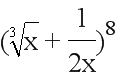 (∛x + 1/2x)⁸